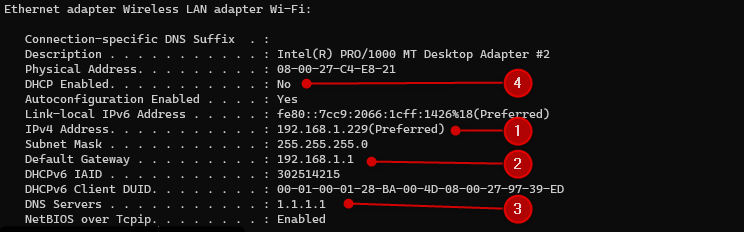 Ethernet adapter Wireless LAN adapter Wi-Fi:
Connection-specific DNS Suffix . :
Description . . . . . . . . . . . : Intel(R) PRO/1000 MT Desktop Adapter #2
Physical Address. . . . . . . . . : 08-00-27-C4-E8-21
DHCP Enabled. . . . . . . . . . . : No 4
Autoconfiguration Enabled . . . . : Yes
Link-local IPv6 Address . . . . . : fe80::7cc9:2066:1cff:1426%18(Preferred)
IPv4 Address. . . . . . . . . . . : 192.168.1.229(Preferred) 1
Subnet Mask . . . . . . . . . . . : 255.255.255.0
Default Gateway . . . . . . . . . : 192.168.1.1 2
DHCPv6 IAID . . . . . . . . . . . : 302514215
DHCPv6 Client DUID. . . . . . . . : 00-01-00-01-28-BA-00-4D-08-00-27-97-39-ED
DNS Servers . . . . . . . . . . . : 1.1.1.1 3
NetBIOS over Tcpip. . . . . . . . : Enabled